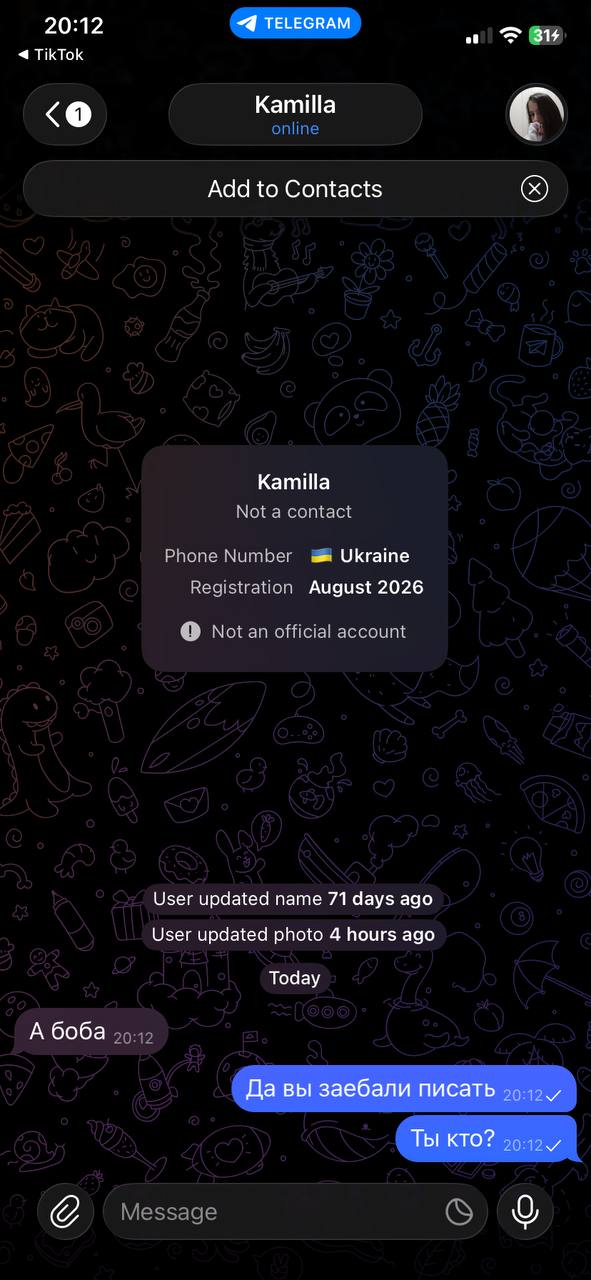 20:12
TELEGRAM
31
◀ TikTok
1
Kamilla
online
Add to Contacts
Kamilla
Not a contact
Phone Number 🇺🇦 Ukraine
Registration August 2026
Not an official account
User updated name 71 days ago
User updated photo 4 hours ago
Today
А боба 20:12
Да вы заебали писать 20:12
Ты кто? 20:12
Message